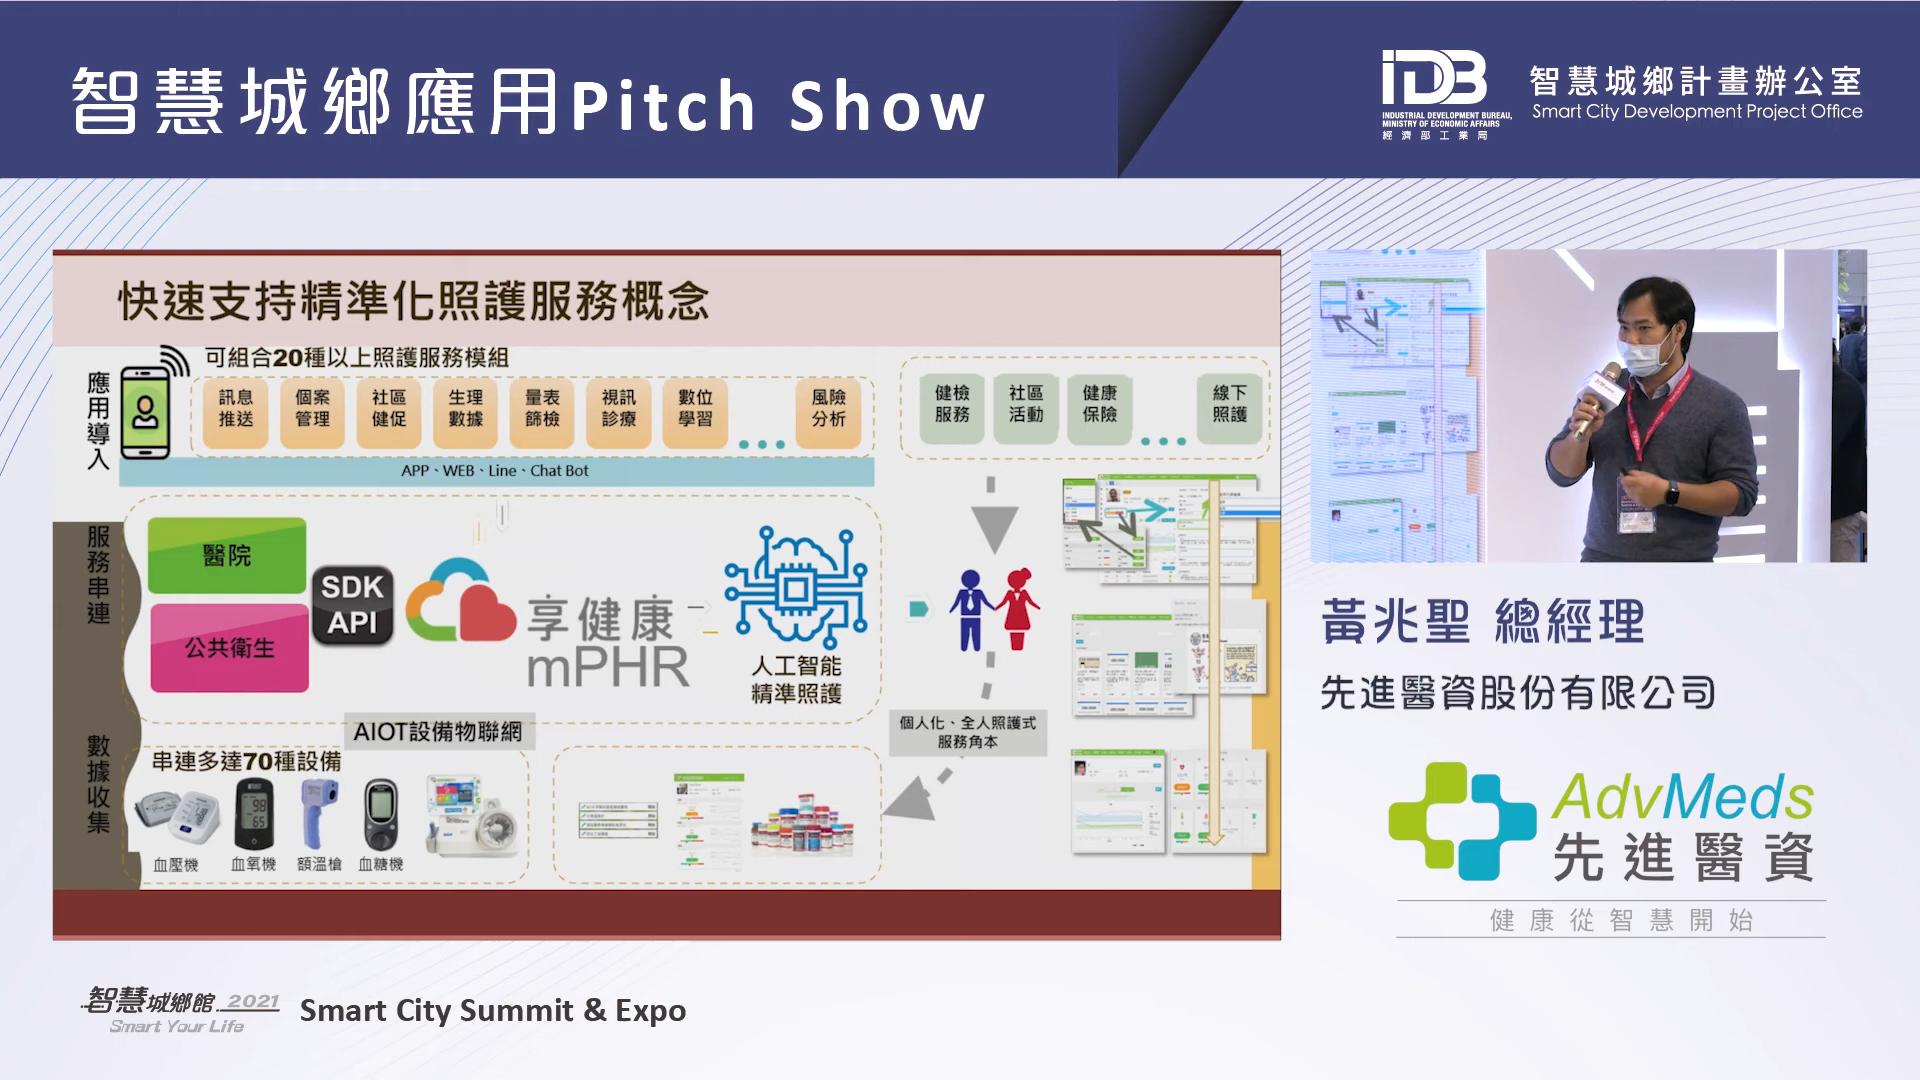 智慧城鄉應用Pitch Show
IDB
INDUSTRIAL DEVELOPMENT BUREAU,
MINISTRY OF ECONOMIC AFFAIRS
經濟部工業局
智慧城鄉計畫辦公室
Smart City Development Project Office
快速支持精準化照護服務概念
可組合20種以上照護服務模組
應用導入
訊息
推送
個案
管理
社區
健促
生理
數據
量表
篩檢
視訊
診療
數位
學習
風險
分析
APP、WEB、Line、Chat Bot
健檢
服務
社區
活動
健康
保險
線下
照護
服務串連
醫院
公共衛生
SDK
API
享健康
mPHR
人工智能
精準照護
個人化、全人照護式
服務角本
AIOT設備物聯網
數據收集
串連多達70種設備
血壓機
血氧機
額溫槍
血糖機
黃兆聖 總經理
先進醫資股份有限公司
AdvMeds
先進醫資
健康從智慧開始
智慧城鄉館 2021
Smart Your Life
Smart City Summit & Expo